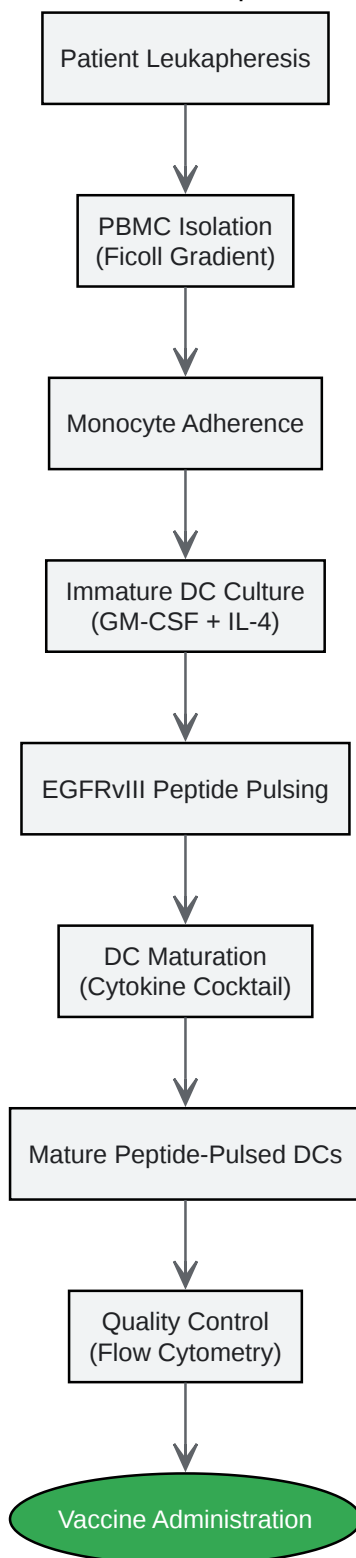 Patient Leukapheresis
PBMC Isolation
(Ficoll Gradient)
Monocyte Adherence
Immature DC Culture
(GM-CSF + IL-4)
EGFRvIII Peptide Pulsing
DC Maturation
(Cytokine Cocktail)
Mature Peptide-Pulsed DCs
Quality Control
(Flow Cytometry)
Vaccine Administration